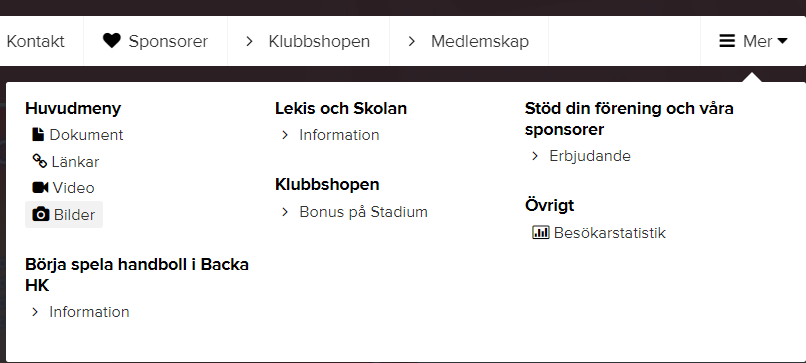 Kontakt
Sponsorer
Klubbshopen
Medlemskap
Mer
Huvudmeny
Dokument
Länkar
Video
Bilder
Börja spela handboll i Backa
HK
Information
Lekis och Skolan
Information
Klubbshopen
Bonus på Stadium
Stöd din förening och våra
sponsorer
Erbjudande
Övrigt
Besökarstatistik